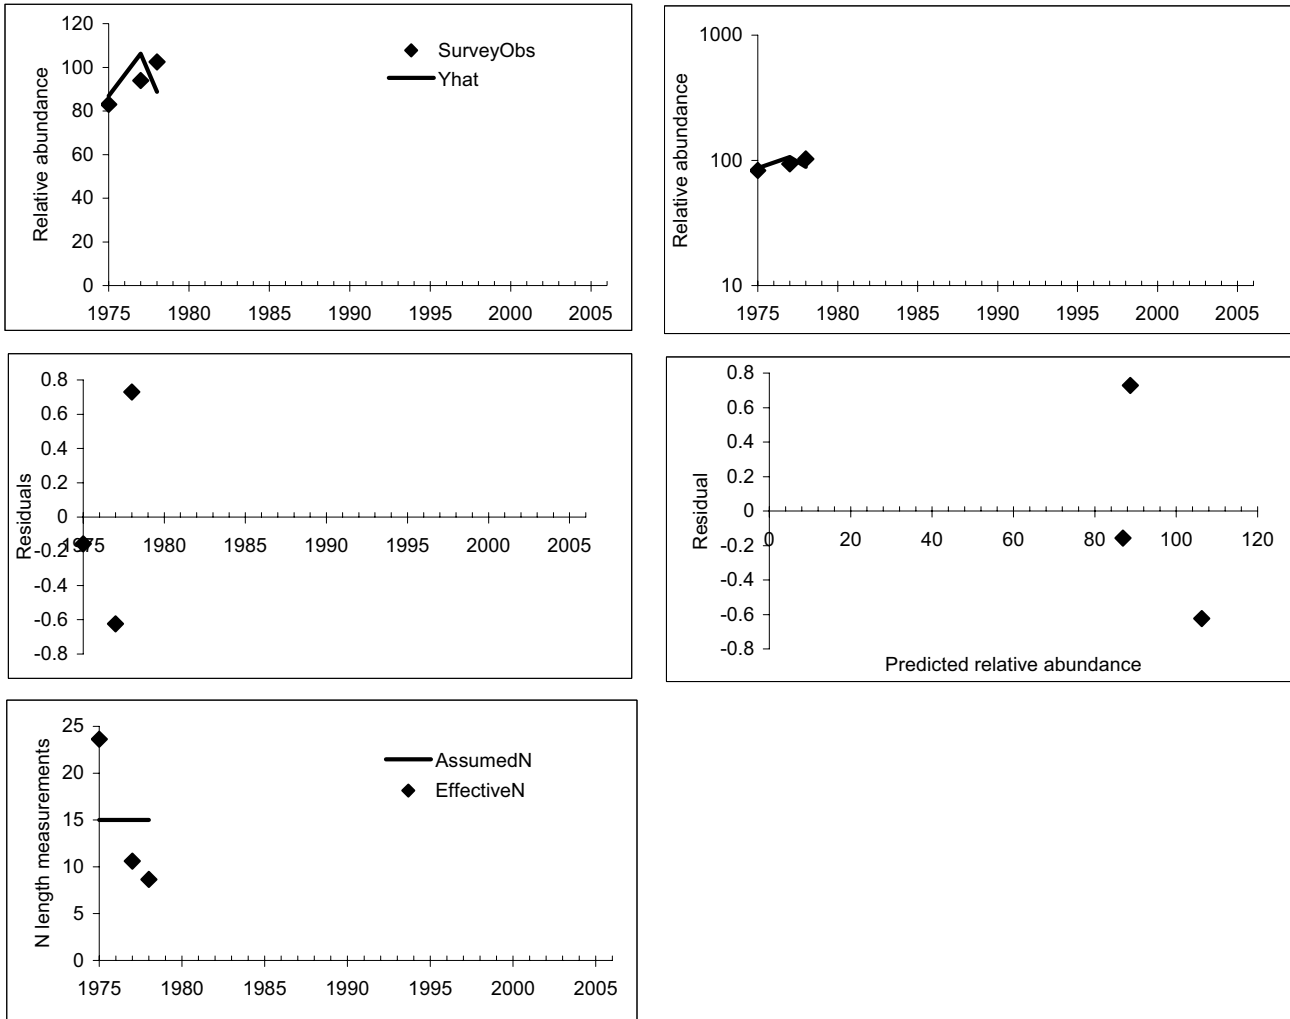 Relative abundance
120
100
80
60
40
20
0
1975 1980 1985 1990 1995 2000 2005
SurveyObs
Yhat
Relative abundance
1000
100
10
1975 1980 1985 1990 1995 2000 2005
Residuals
0.8
0.6
0.4
0.2
0
-0.2
-0.4
-0.6
-0.8
1975 1980 1985 1990 1995 2000 2005
Residual
0.8
0.6
0.4
0.2
0
-0.2
-0.4
-0.6
-0.8
0 20 40 60 80 100 120
Predicted relative abundance
N length measurements
25
20
15
10
5
0
1975 1980 1985 1990 1995 2000 2005
AssumedN
EffectiveN